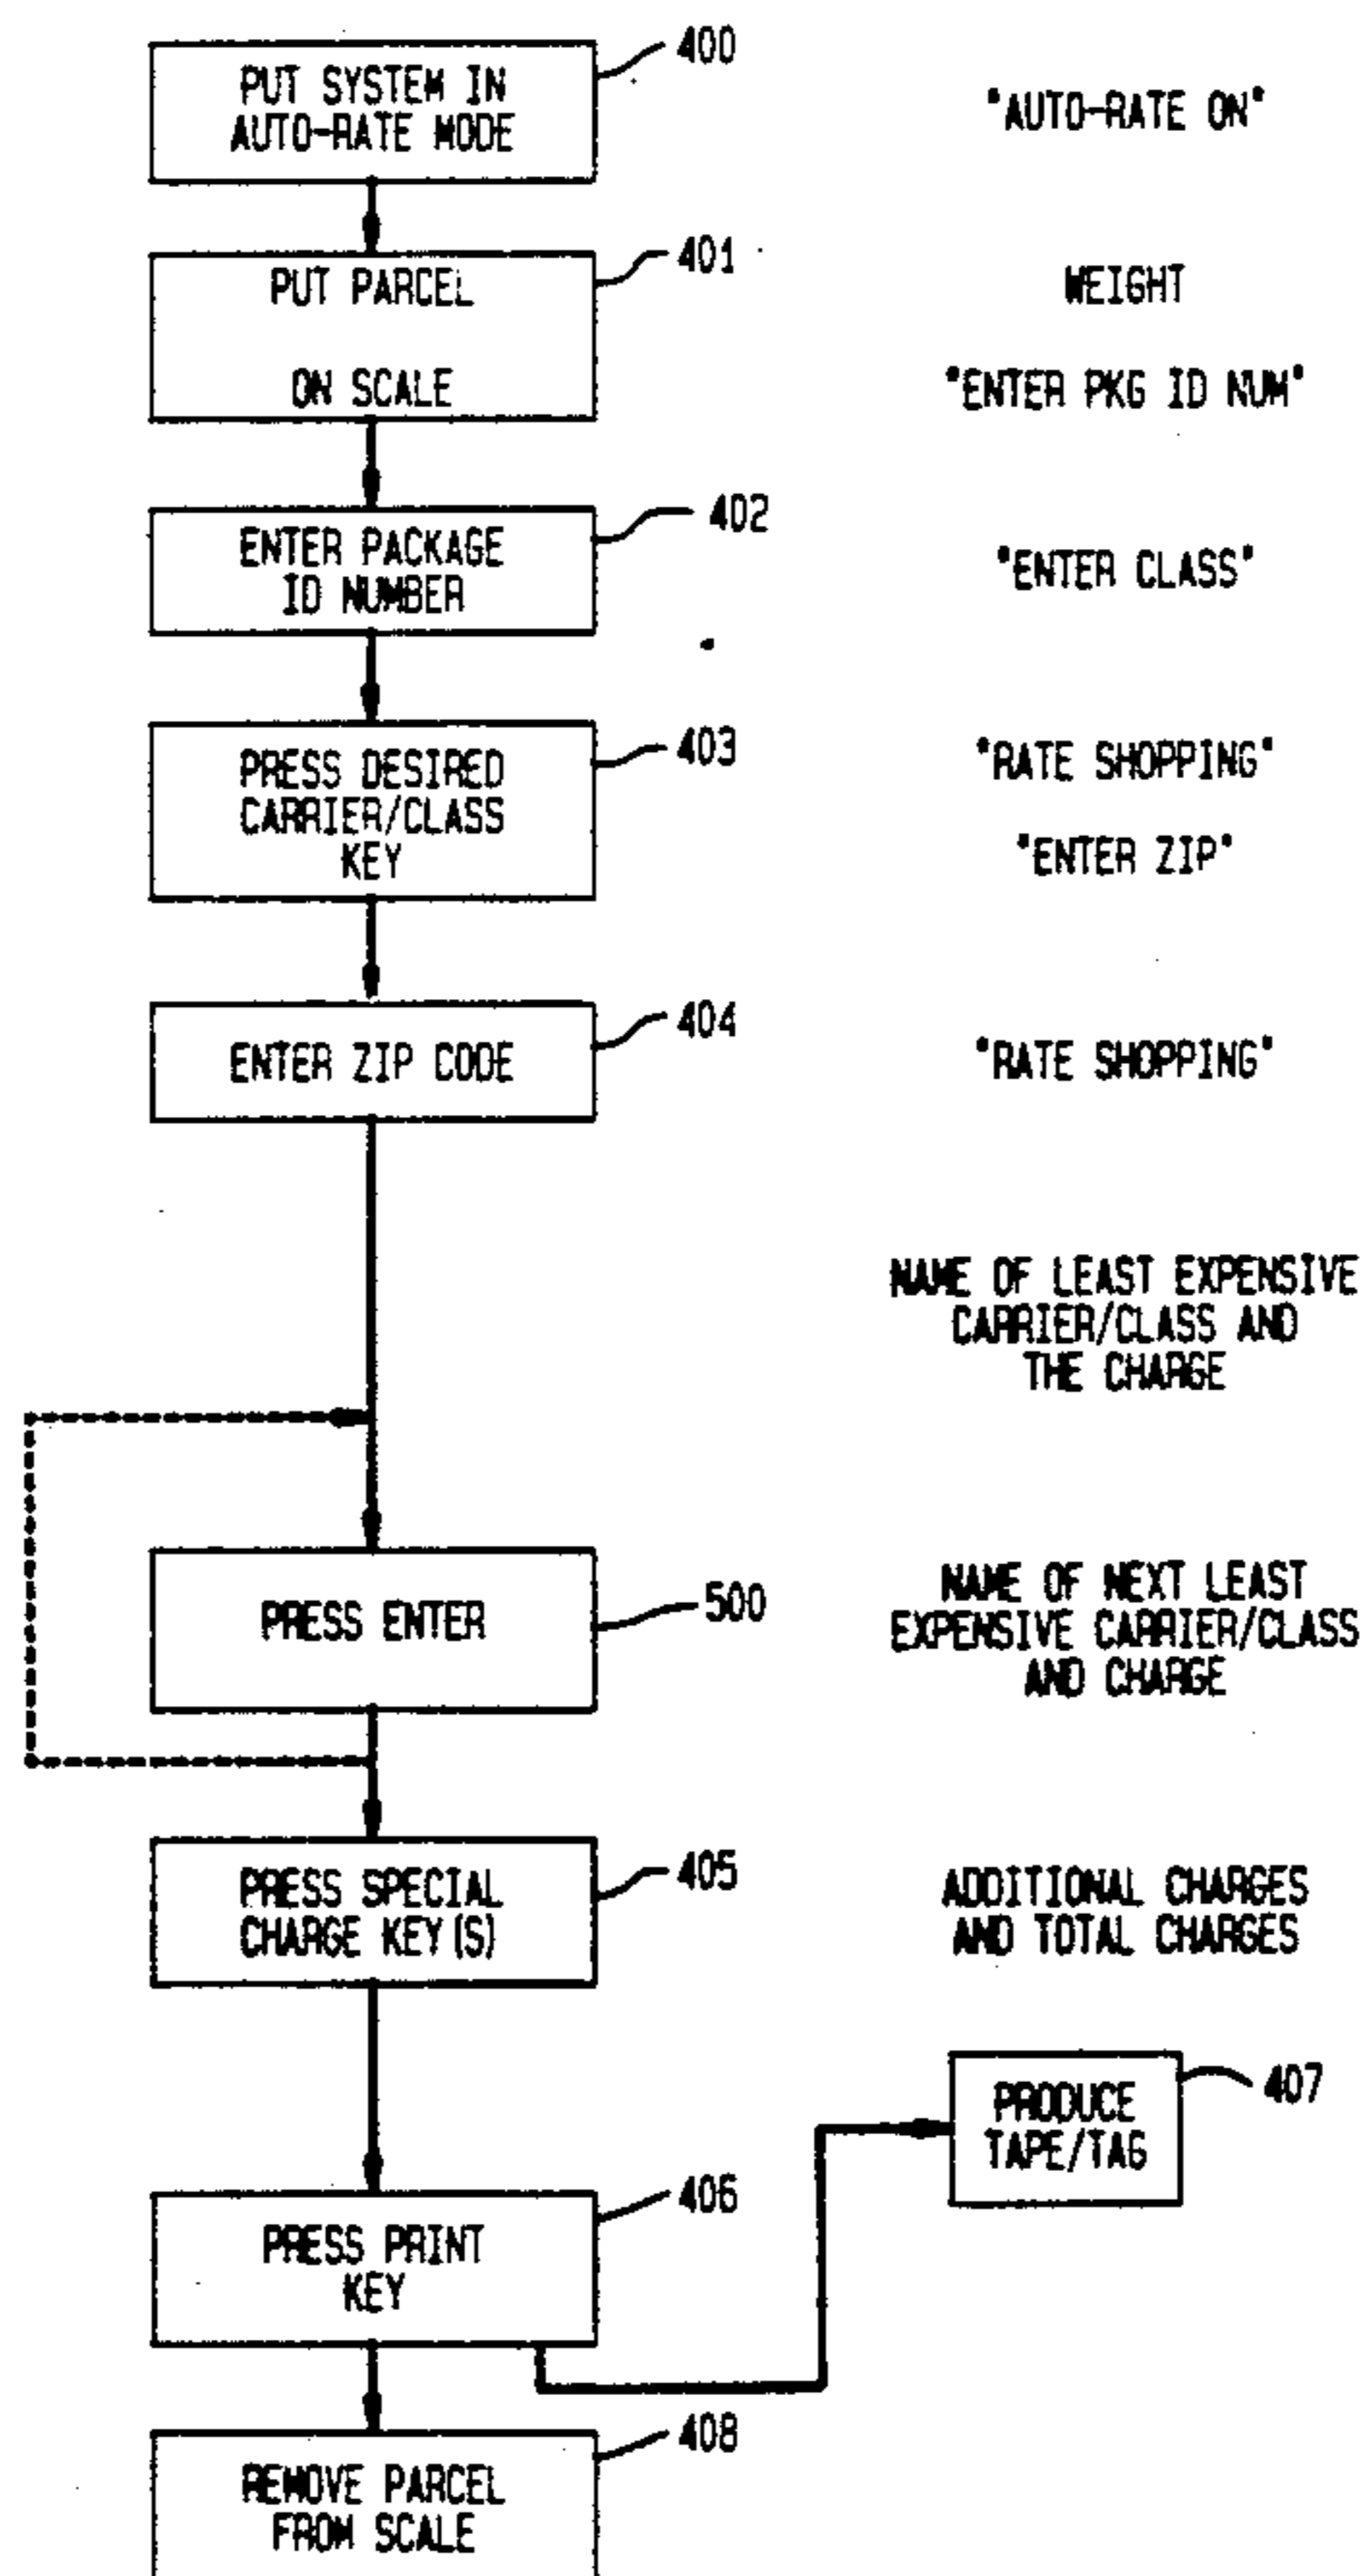 PUT SYSTEM IN
AUTO-RATE MODE
400
"AUTO-RATE ON"
PUT PARCEL
ON SCALE
401
WEIGHT
"ENTER PKG ID NUM"
ENTER PACKAGE
ID NUMBER
402
"ENTER CLASS"
PRESS DESIRED
CARRIER/CLASS
KEY
403
"RATE SHOPPING"
"ENTER ZIP"
ENTER ZIP CODE
404
"RATE SHOPPING"
NAME OF LEAST EXPENSIVE
CARRIER/CLASS AND
THE CHARGE
PRESS ENTER
500
NAME OF NEXT LEAST
EXPENSIVE CARRIER/CLASS
AND CHARGE
PRESS SPECIAL
CHARGE KEY(S)
405
ADDITIONAL CHARGES
AND TOTAL CHARGES
PRODUCE
TAPE/TAG
407
PRESS PRINT
KEY
406
REMOVE PARCEL
FROM SCALE
408